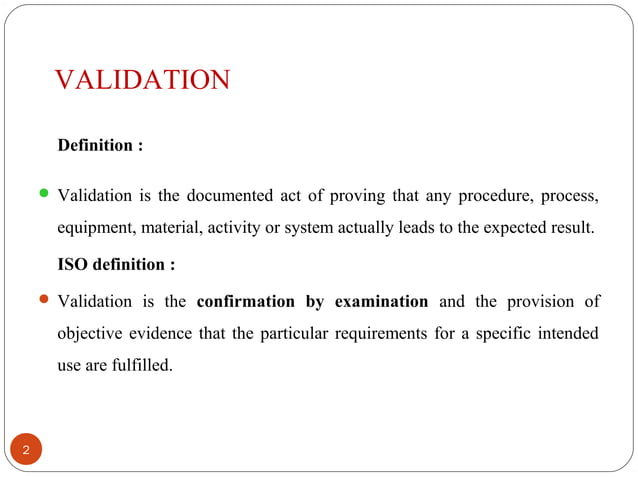 VALIDATION
Definition :
Validation is the documented act of proving that any procedure, process,
equipment, material, activity or system actually leads to the expected result.
ISO definition :
Validation is the confirmation by examination and the provision of
objective evidence that the particular requirements for a specific intended
use are fulfilled.
2